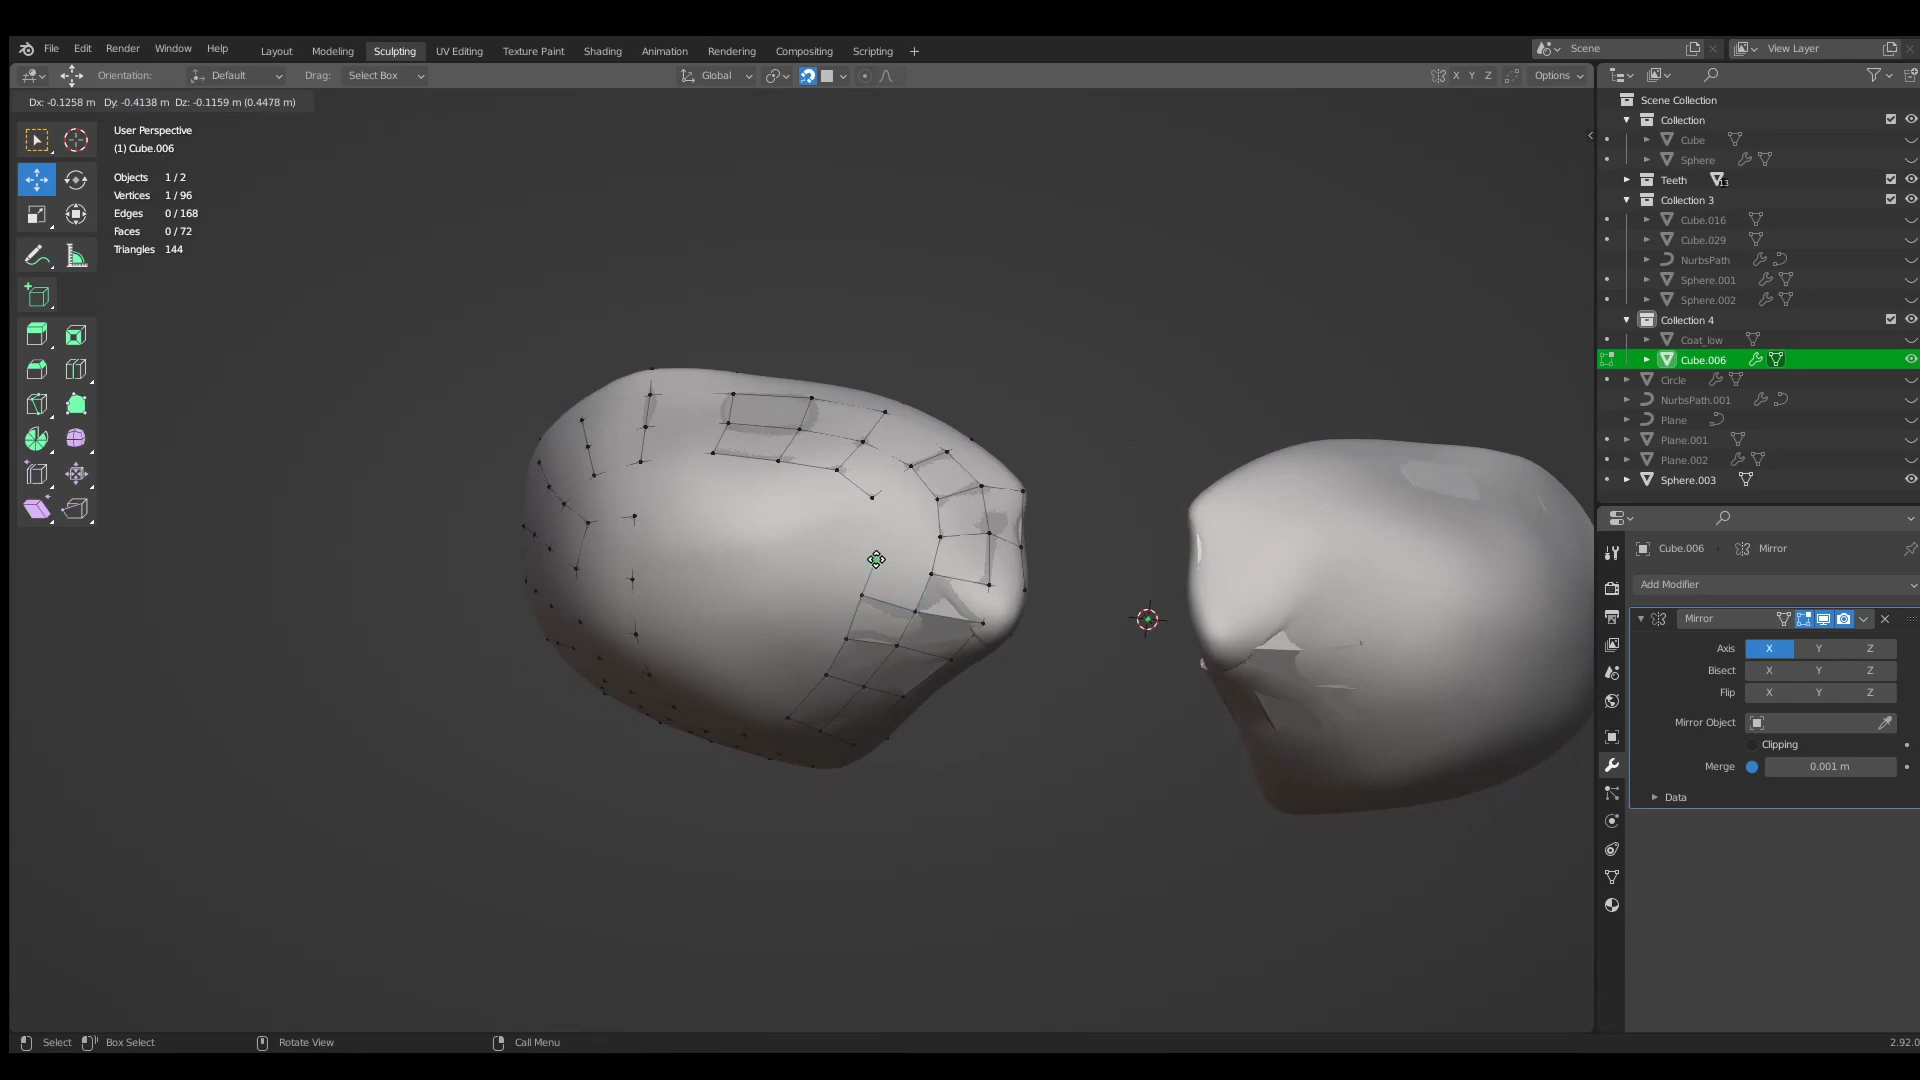 File Edit Render Window Help Layout Modeling Sculpting UV Editing Texture Paint Shading Animation Rendering Compositing Scripting + Scene View Layer
Orientation: Default Drag: Select Box Global X Y Z Options
Dx: -0.1258 m Dy: -0.4138 m Dz: -0.1159 m (0.4478 m)
User Perspective
(1) Cube.006
Objects 1 / 2
Vertices 1 / 96
Edges 0 / 168
Faces 0 / 72
Triangles 144
Scene Collection
Collection
Cube
Sphere
Teeth 13
Collection 3
Cube.016
Cube.029
NurbsPath
Sphere.001
Sphere.002
Collection 4
Coat_low
Cube.006
Circle
NurbsPath.001
Plane
Plane.001
Plane.002
Sphere.003
Cube.006 Mirror
Add Modifier
Mirror
Axis X Y Z
Bisect X Y Z
Flip X Y Z
Mirror Object
Clipping
Merge 0.001 m
Data
Select Box Select Rotate View Call Menu 2.92.0